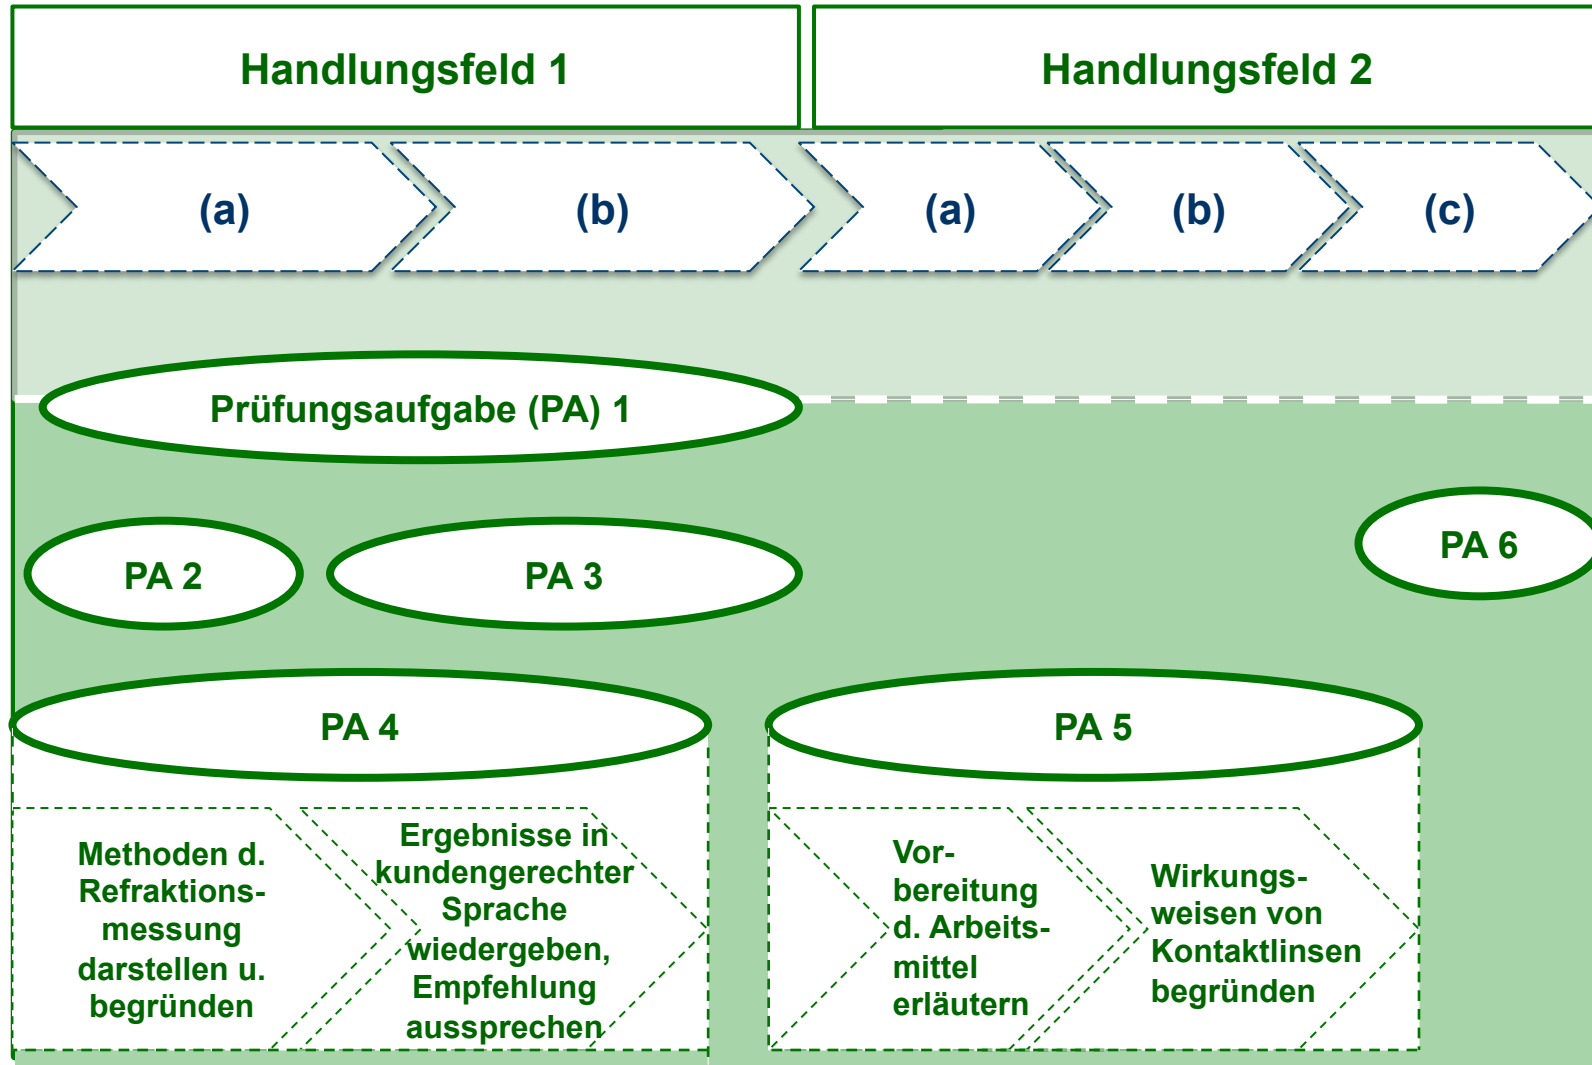 Handlungsfeld 1
Handlungsfeld 2
(a)
(b)
(a)
(b)
(c)
Prüfungsaufgabe (PA) 1
PA 2
PA 3
PA 6
PA 4
PA 5
Methoden d.
Refraktions-
messung
darstellen u.
begründen
Ergebnisse in
kundengerechter
Sprache
wiedergeben,
Empfehlung
aussprechen
Vor-
bereitung
d. Arbeits-
mittel
erläutern
Wirkungs-
weisen von
Kontaktlinsen
begründen